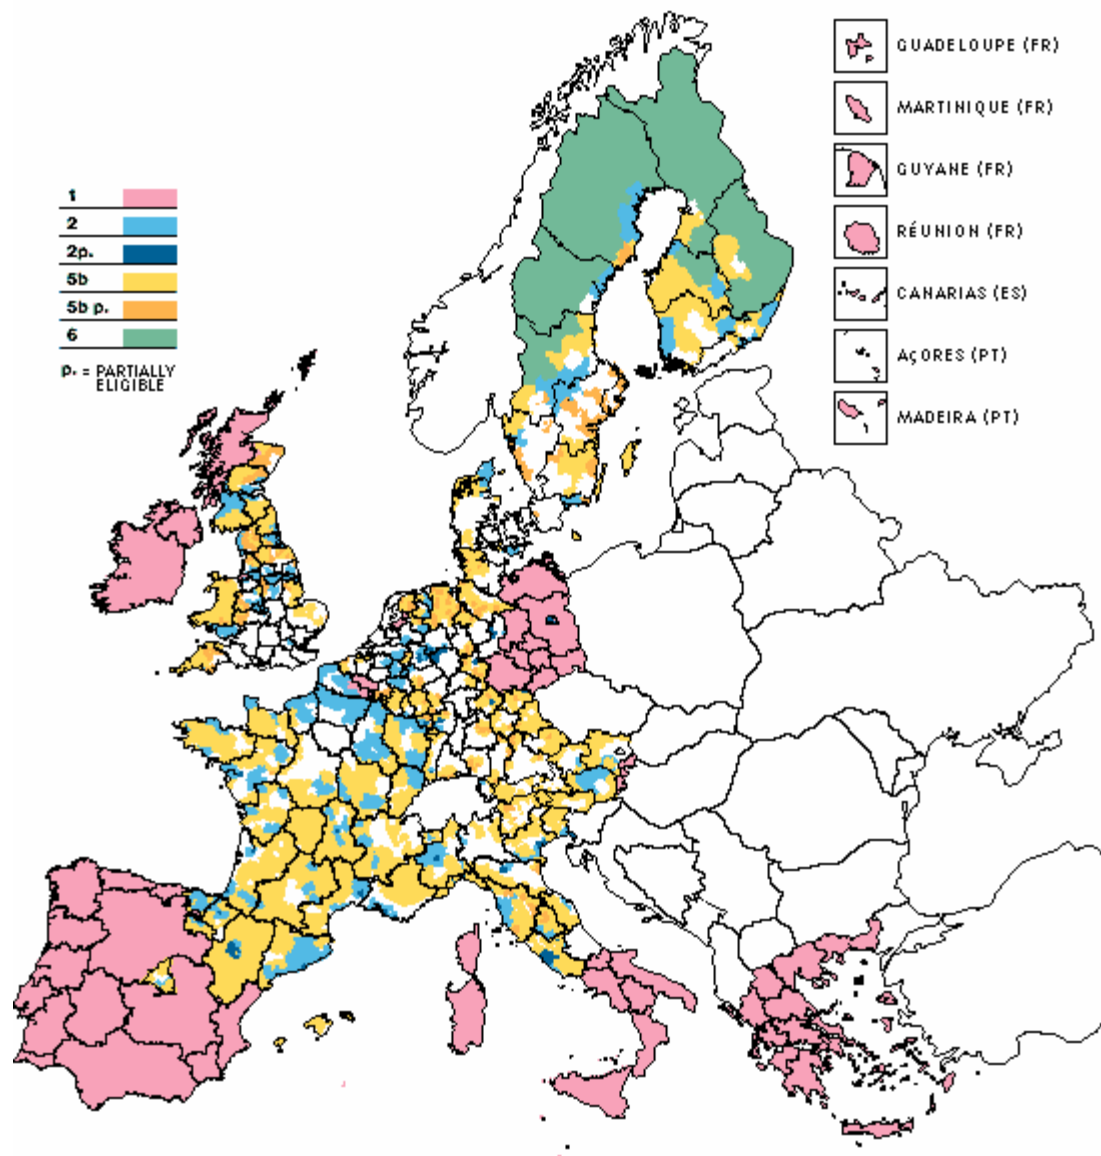 1
2
2p.
5b
5b p.
6
p. = PARTIALLY
ELIGIBLE
GUADELOUPE (FR)
MARTINIQUE (FR)
GUYANE (FR)
RÉUNION (FR)
CANARIAS (ES)
AÇORES (PT)
MADEIRA (PT)